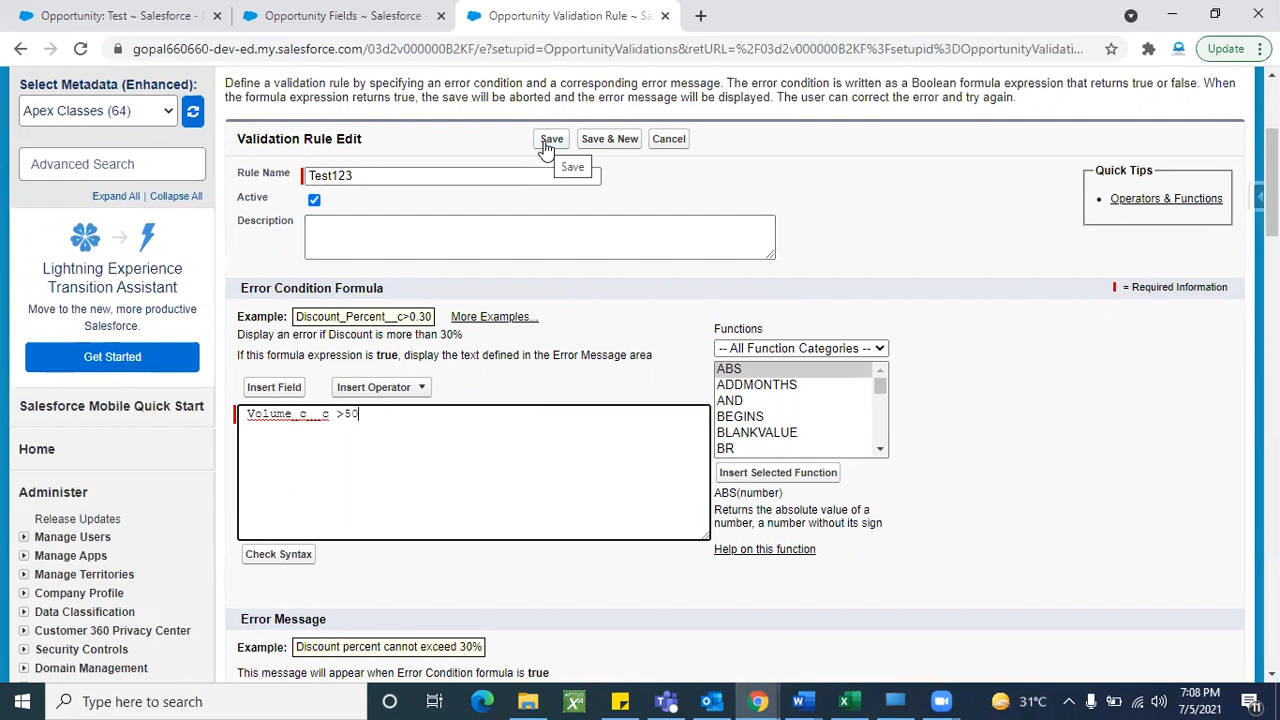 Opportunity: Test ~ Salesforce -
Opportunity Fields ~ Salesforce -
Opportunity Validation Rule ~ Sa
gopal660660-dev-ed.my.salesforce.com/03d2v000000B2KF/e?setupid=OpportunityValidations&retURL=%2F03d2v000000B2KF%3Fsetupid%3DOpportunityValidati...
Update
Select Metadata (Enhanced):
Apex Classes (64)
Advanced Search
Expand All | Collapse All
Lightning Experience
Transition Assistant
Move to the new, more productive
Salesforce.
Get Started
Salesforce Mobile Quick Start
Home
Administer
Release Updates
Manage Users
Manage Apps
Manage Territories
Company Profile
Data Classification
Customer 360 Privacy Center
Security Controls
Domain Management
Define a validation rule by specifying an error condition and a corresponding error message. The error condition is written as a Boolean formula expression that returns true or false. When
the formula expression returns true, the save will be aborted and the error message will be displayed. The user can correct the error and try again.
Validation Rule Edit
Save
Save & New
Cancel
Save
Rule Name
Test123
Active
Description
Quick Tips
Operators & Functions
Error Condition Formula
= Required Information
Example:
Discount_Percent__c>0.30
More Examples...
Display an error if Discount is more than 30%
If this formula expression is true, display the text defined in the Error Message area
Insert Field
Insert Operator
Volume_c__c >50
Check Syntax
Functions
-- All Function Categories --
ABS
ADDMONTHS
AND
BEGINS
BLANKVALUE
BR
Insert Selected Function
ABS(number)
Returns the absolute value of a
number, a number without its sign
Help on this function
Error Message
Example:
Discount percent cannot exceed 30%
This message will appear when Error Condition formula is true
Type here to search
31°C
7:08 PM
7/5/2021